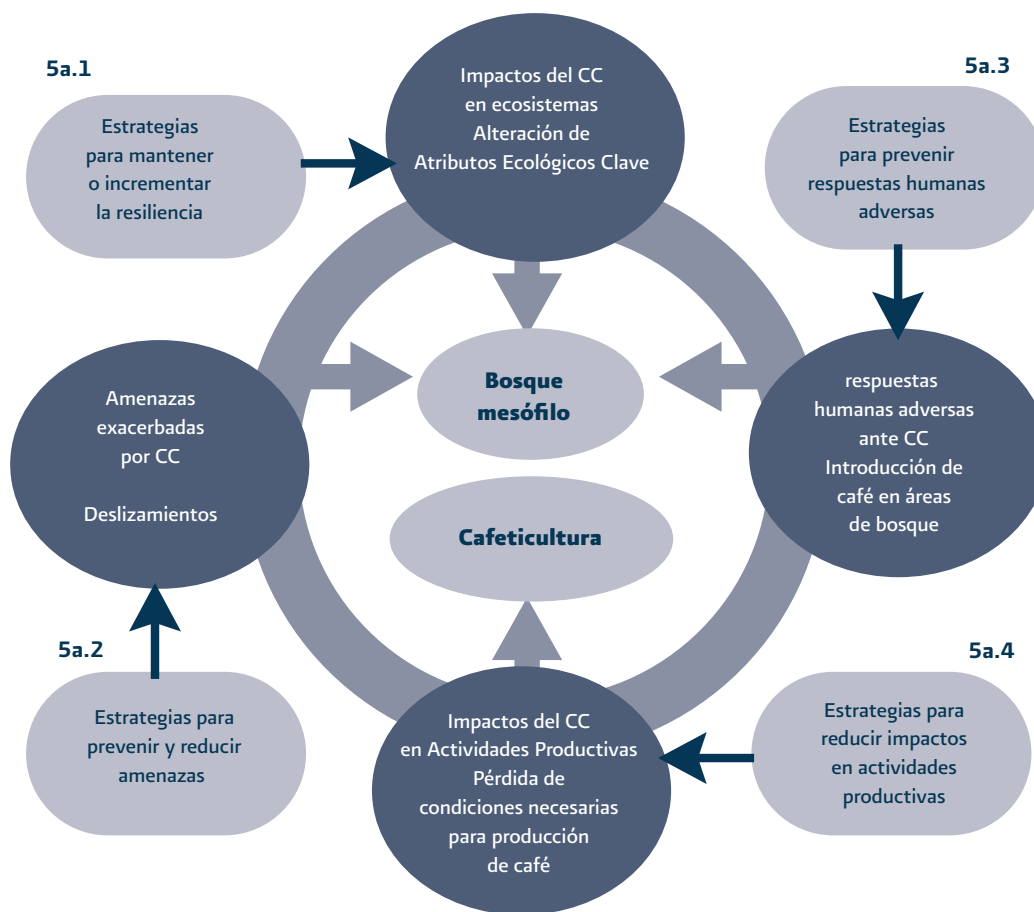 5a.1
Estrategias
para mantener
o incrementar
la resiliencia
Impactos del CC
en ecosistemas
Alteración de
Atributos Ecológicos Clave
5a.3
Estrategias
para prevenir
respuestas humanas
adversas
Amenazas
exacerbadas
por CC
Deslizamientos
Bosque
mesófilo
Cafeticultura
respuestas
humanas adversas
ante CC
Introducción de
café en áreas
de bosque
5a.2
Estrategias para
prevenir y reducir
amenazas
Impactos del CC
en Actividades Productivas
Pérdida de
condiciones necesarias
para producción
de café
5a.4
Estrategias para
reducir impactos
en actividades
productivas